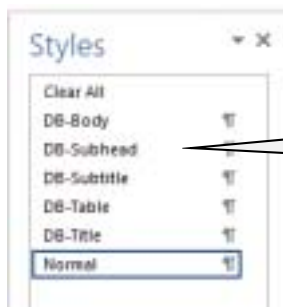 Styles
Clear All
DB-Body ¶
DB-Subhead ¶
DB-Subtitle ¶
DB-Table ¶
DB-Title ¶
Normal ¶